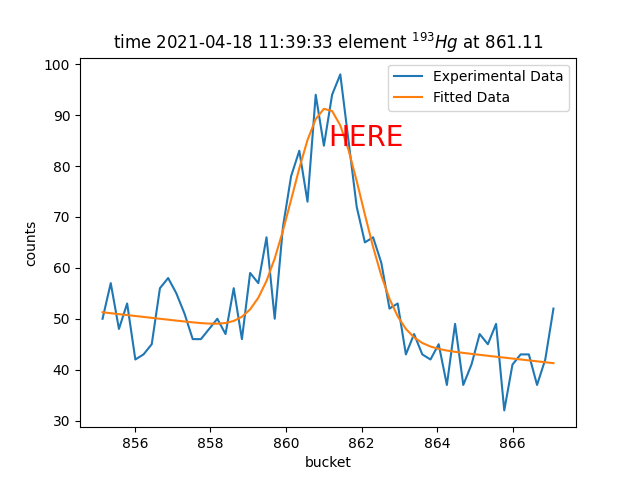 time 2021-04-18 11:39:33 element ¹⁹³Hg at 861.11
100
90
80
70
60
50
40
30
counts
Experimental Data
Fitted Data
HERE
856 858 860 862 864 866
bucket